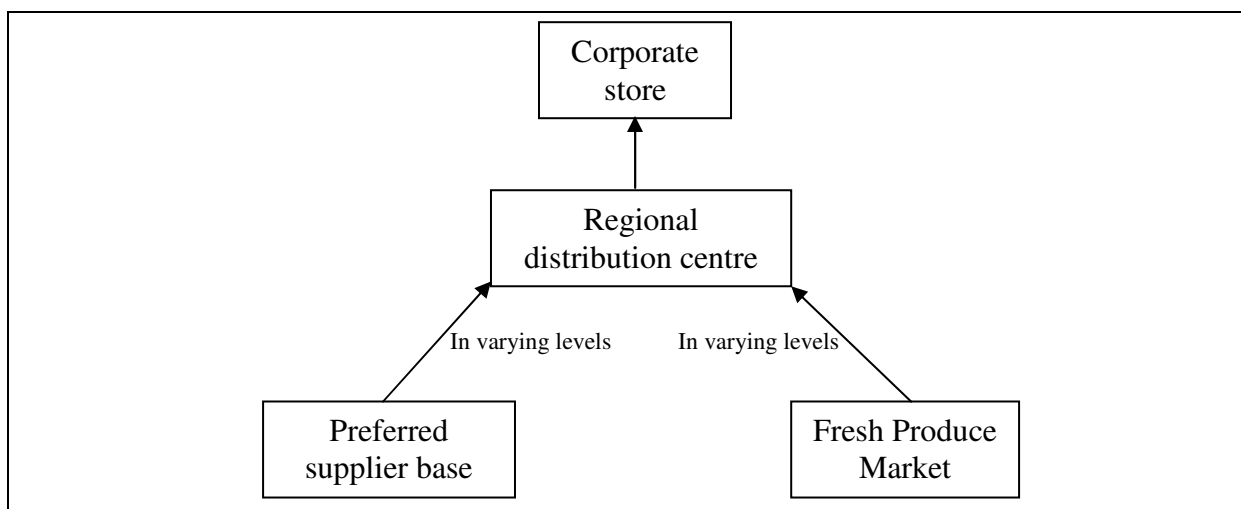 Corporate
store
Regional
distribution centre
In varying levels
In varying levels
Preferred
supplier base
Fresh Produce
Market